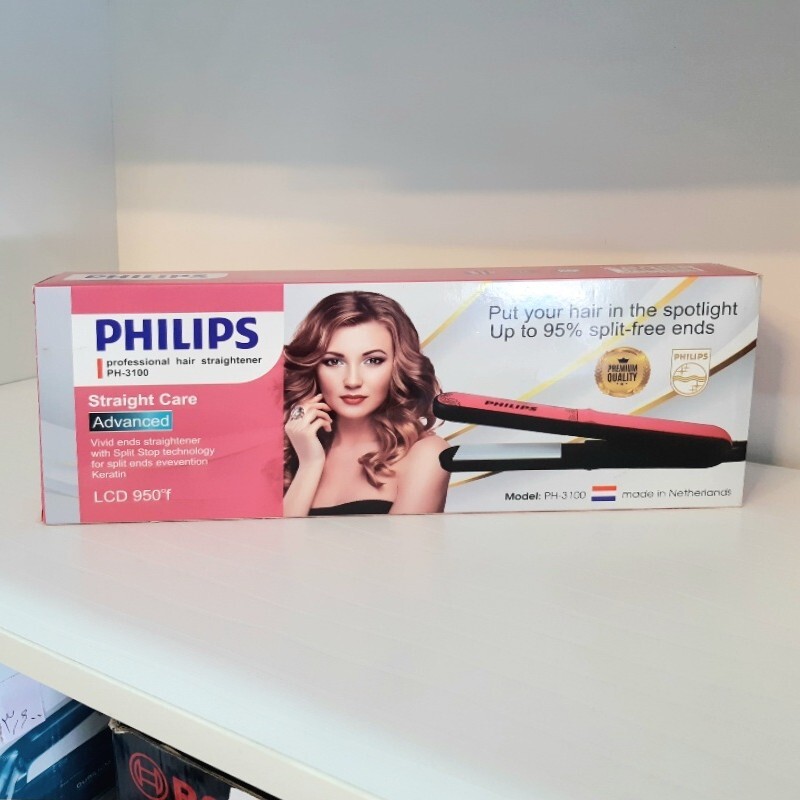 PHILIPS
PHILIPS
professional hair straightener
PH-3100
Straight Care
Advanced
Vivid ends straightener
with Split Stop technology
for split ends evevention
Keratin
LCD 950°f
Put your hair in the spotlight
Up to 95% split-free ends
PREMIUM
QUALITY
PHILIPS
PHILIPS
Model: PH-3100
made in Netherlands